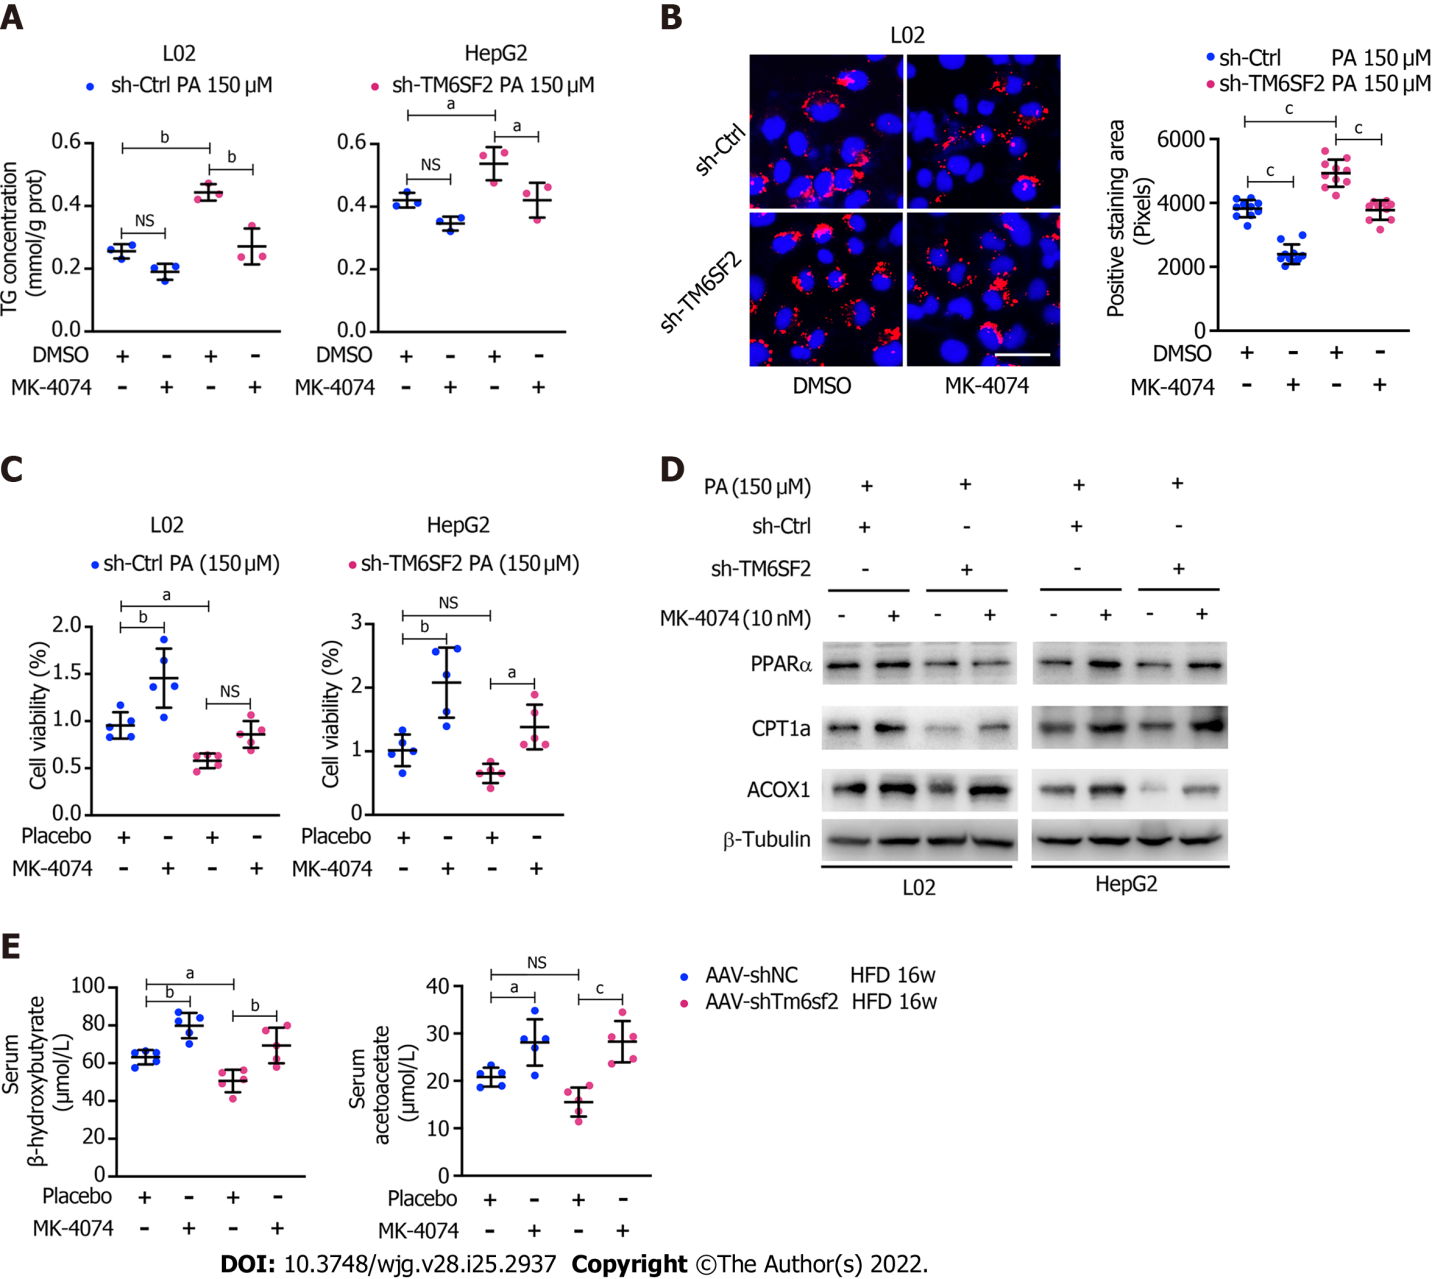 A
L02
HepG2
sh-Ctrl PA 150 µM
sh-TM6SF2 PA 150 µM
TG concentration
(mmol/g prot)
0.6
0.4
0.2
0.0
b
b
NS
0.6
0.4
0.2
0.0
a
a
NS
DMSO + - + -
MK-4074 - + - +
DMSO + - + -
MK-4074 - + - +
B
L02
sh-Ctrl
sh-TM6SF2
DMSO
MK-4074
sh-Ctrl PA 150 µM
sh-TM6SF2 PA 150 µM
Positive staining area
(Pixels)
6000
4000
2000
0
c
c
c
DMSO + - + -
MK-4074 - + - +
C
L02
HepG2
sh-Ctrl PA (150 µM)
sh-TM6SF2 PA (150 µM)
Cell viability (%)
2.0
1.5
1.0
0.5
0.0
a
b
NS
Cell viability (%)
3
2
1
0
NS
b
a
Placebo + - + -
MK-4074 - + - +
Placebo + - + -
MK-4074 - + - +
D
PA (150 µM) + + + +
sh-Ctrl + - + -
sh-TM6SF2 - + - +
MK-4074 (10 nM) - + - + - + - +
PPARα
CPT1a
ACOX1
β-Tubulin
L02
HepG2
E
Serum
β-hydroxybutyrate
(µmol/L)
100
80
60
40
20
0
a
b
b
Serum
acetoacetate
(µmol/L)
40
30
20
10
0
NS
a
c
AAV-shNC HFD 16w
AAV-shTm6sf2 HFD 16w
Placebo + - + -
MK-4074 - + - +
Placebo + - + -
MK-4074 - + - +
DOI: 10.3748/wjg.v28.i25.2937 Copyright ©The Author(s) 2022.